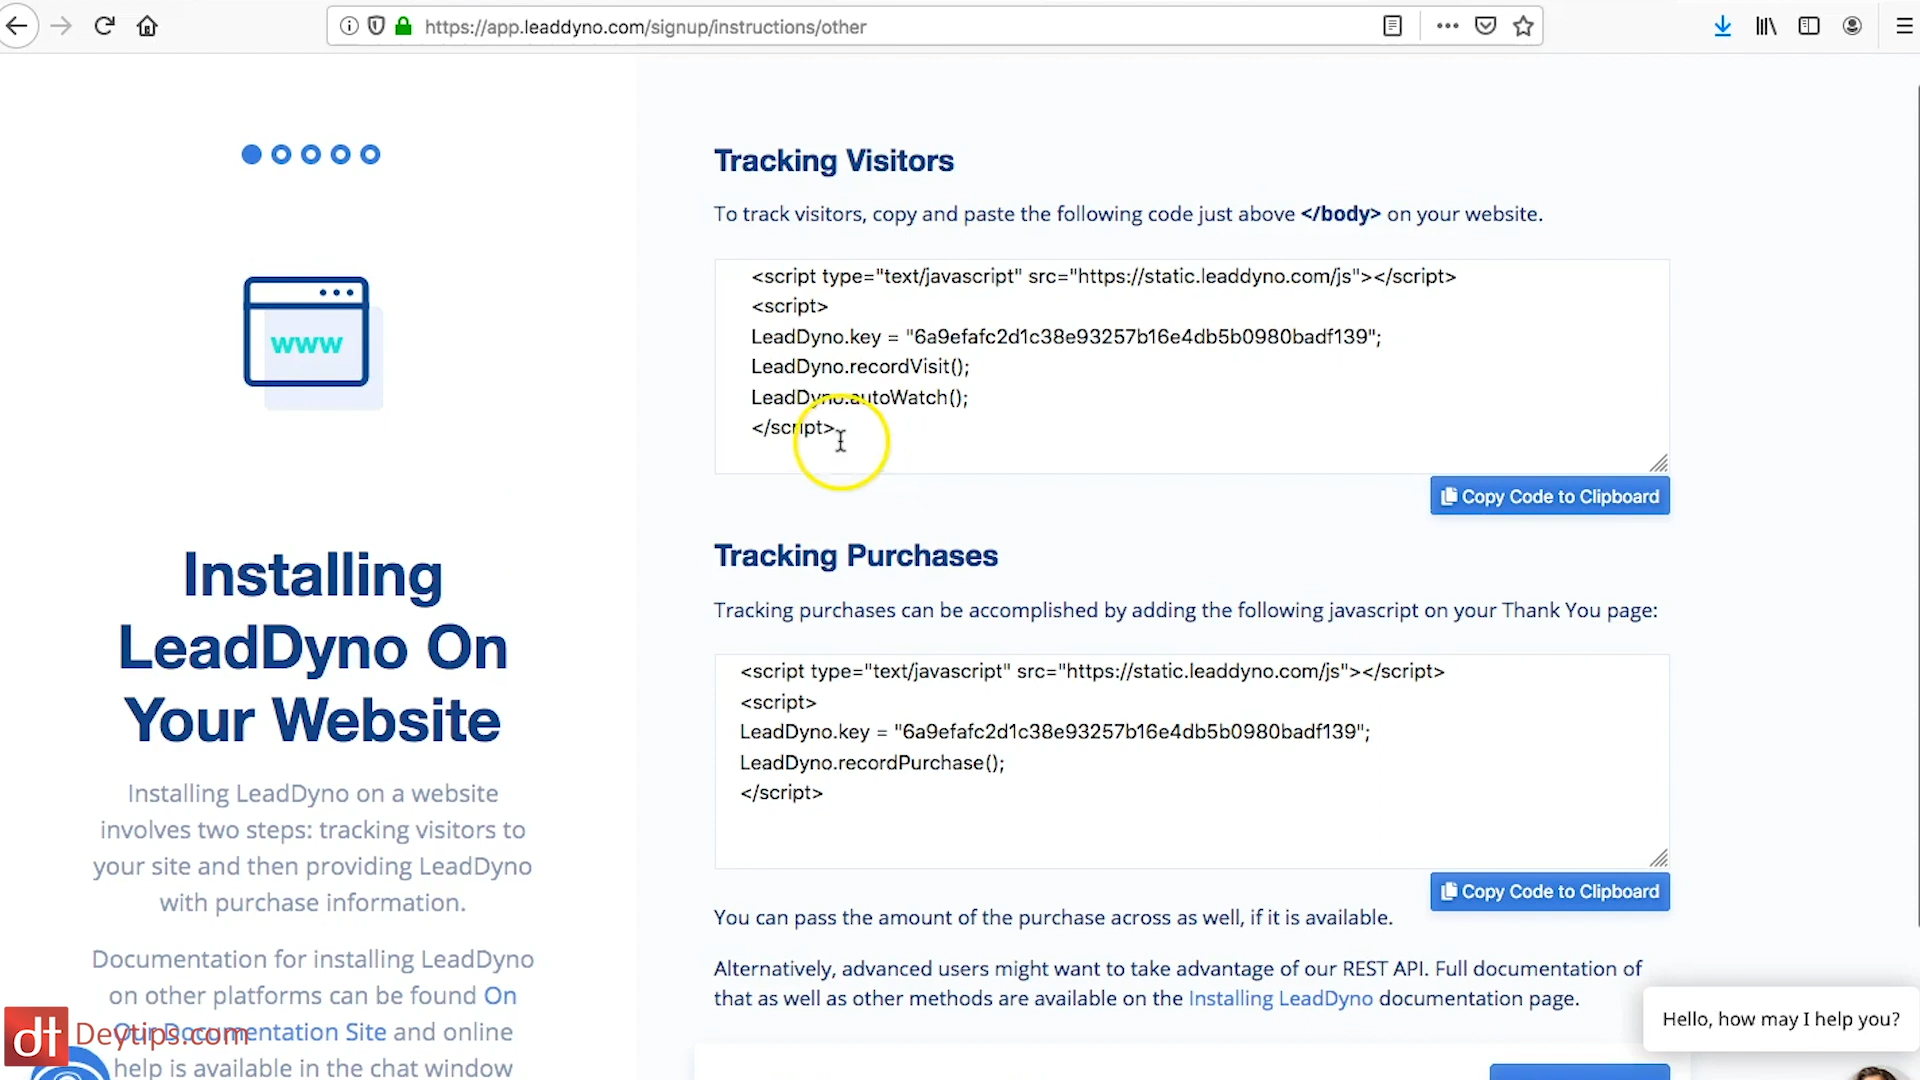 https://app.leaddyno.com/signup/instructions/other
www
Installing
LeadDyno On
Your Website
Installing LeadDyno on a website
involves two steps: tracking visitors to
your site and then providing LeadDyno
with purchase information.
Documentation for installing LeadDyno
on other platforms can be found On
Our Documentation Site and online
help is available in the chat window
dt Deytips.com
Tracking Visitors
To track visitors, copy and paste the following code just above </body> on your website.
<script type="text/javascript" src="https://static.leaddyno.com/js"></script>
<script>
LeadDyno.key = "6a9efafc2d1c38e93257b16e4db5b0980badf139";
LeadDyno.recordVisit();
LeadDyno.autoWatch();
</script>
Copy Code to Clipboard
Tracking Purchases
Tracking purchases can be accomplished by adding the following javascript on your Thank You page:
<script type="text/javascript" src="https://static.leaddyno.com/js"></script>
<script>
LeadDyno.key = "6a9efafc2d1c38e93257b16e4db5b0980badf139";
LeadDyno.recordPurchase();
</script>
Copy Code to Clipboard
You can pass the amount of the purchase across as well, if it is available.
Alternatively, advanced users might want to take advantage of our REST API. Full documentation of
that as well as other methods are available on the Installing LeadDyno documentation page.
Hello, how may I help you?